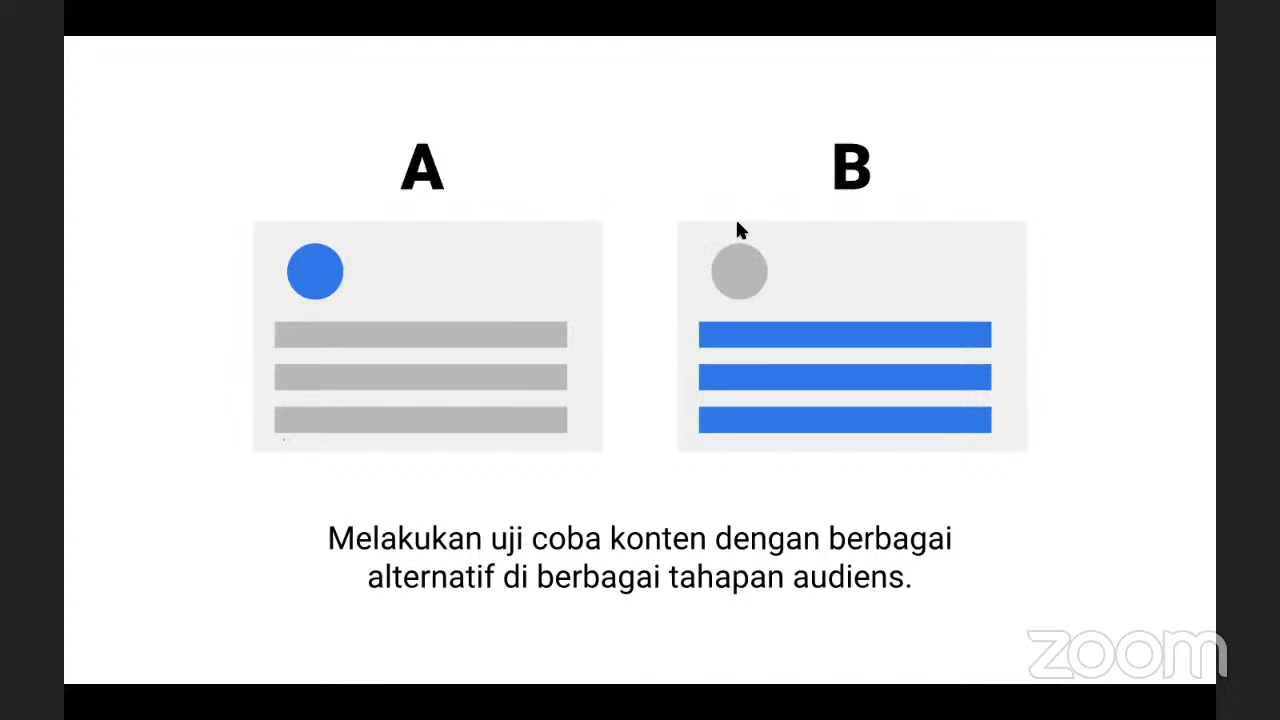 A
B
Melakukan uji coba konten dengan berbagai
alternatif di berbagai tahapan audiens.
zoom